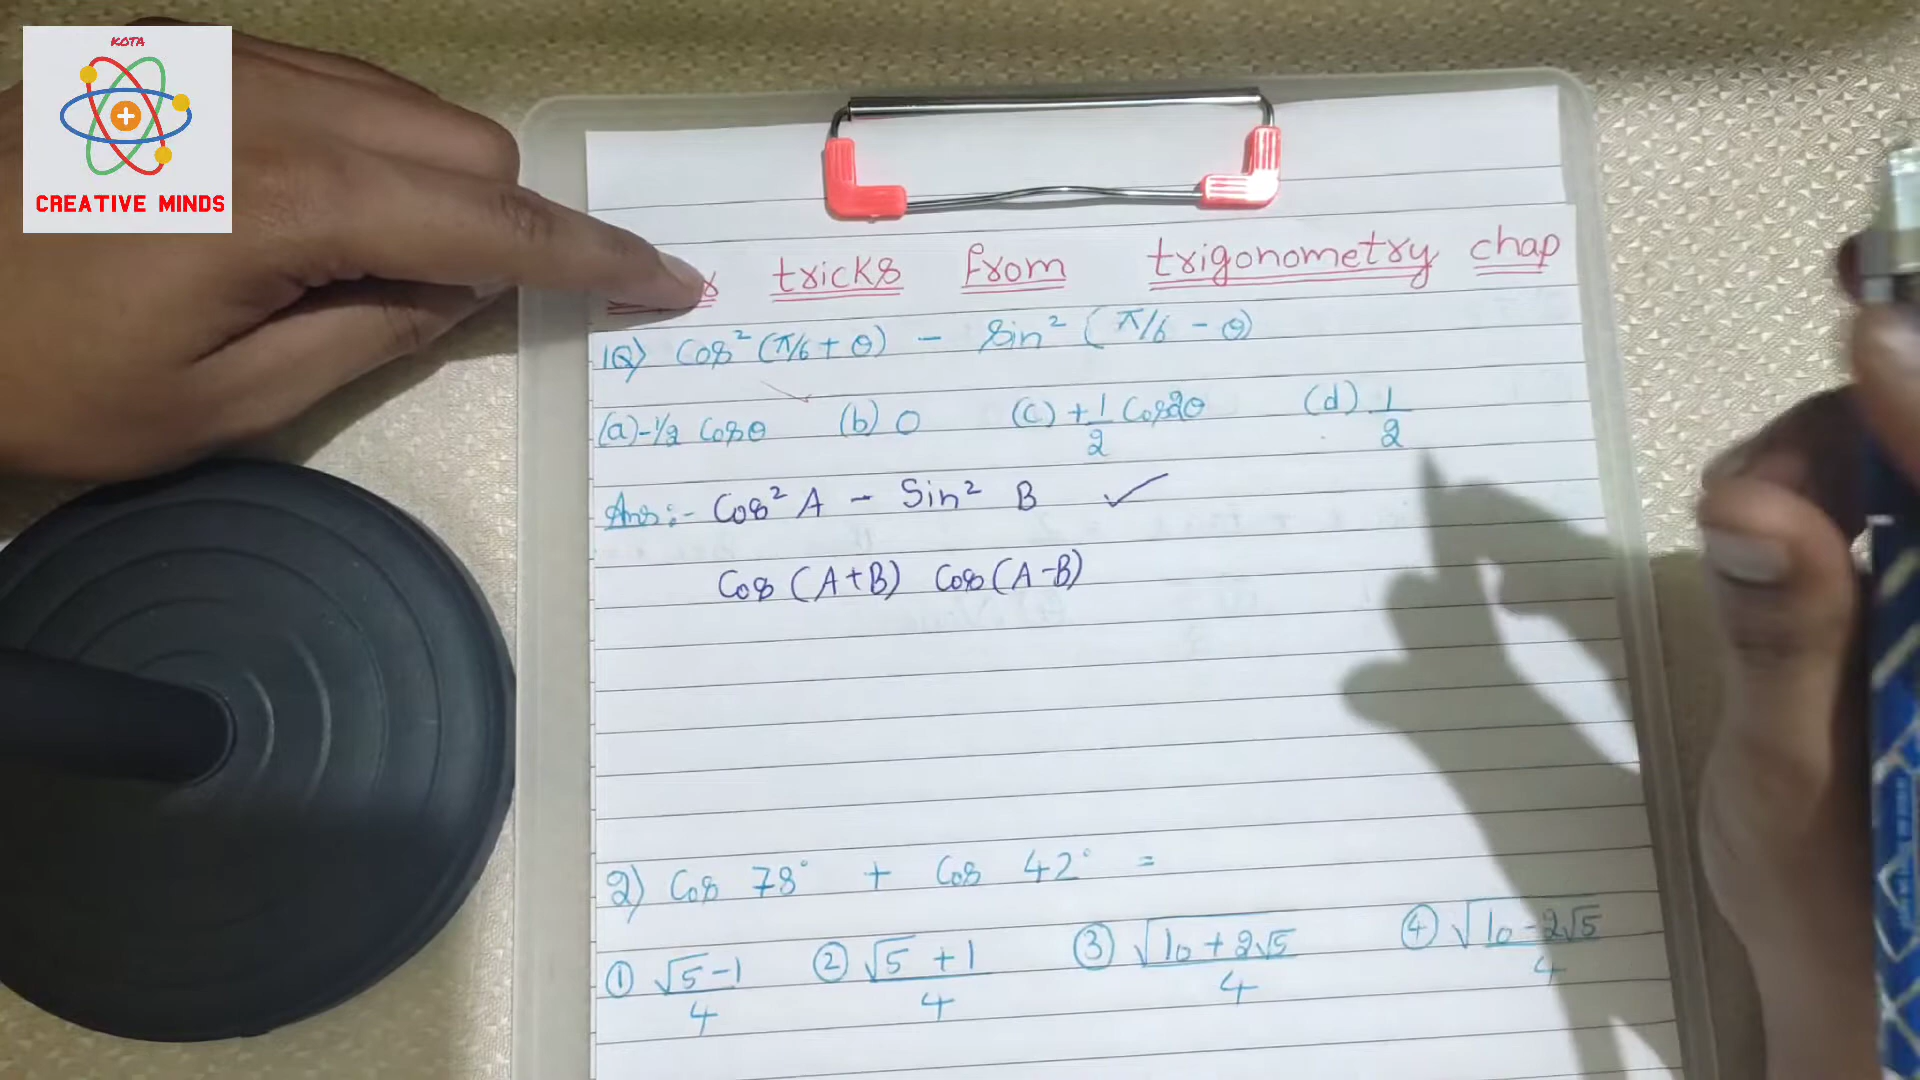 KOTA
CREATIVE MINDS
tricks from trigonometry chap
1Q) Cos² (π/6 + θ) - Sin² (π/6 - θ)
(a) -1/2 Cosθ (b) 0 (c) +1/2 Cos2θ (d) 1/2
Ans:- Cos² A - Sin² B ✓
Cos (A+B) Cos (A-B)
2) Cos 78° + Cos 42° =
① √5-1/4 ② √5+1/4 ③ √10+2√5/4 ④ √10-2√5/4